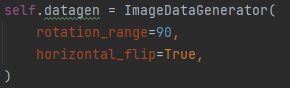 self.datagen = ImageDataGenerator(
rotation_range=90,
horizontal_flip=True,
)